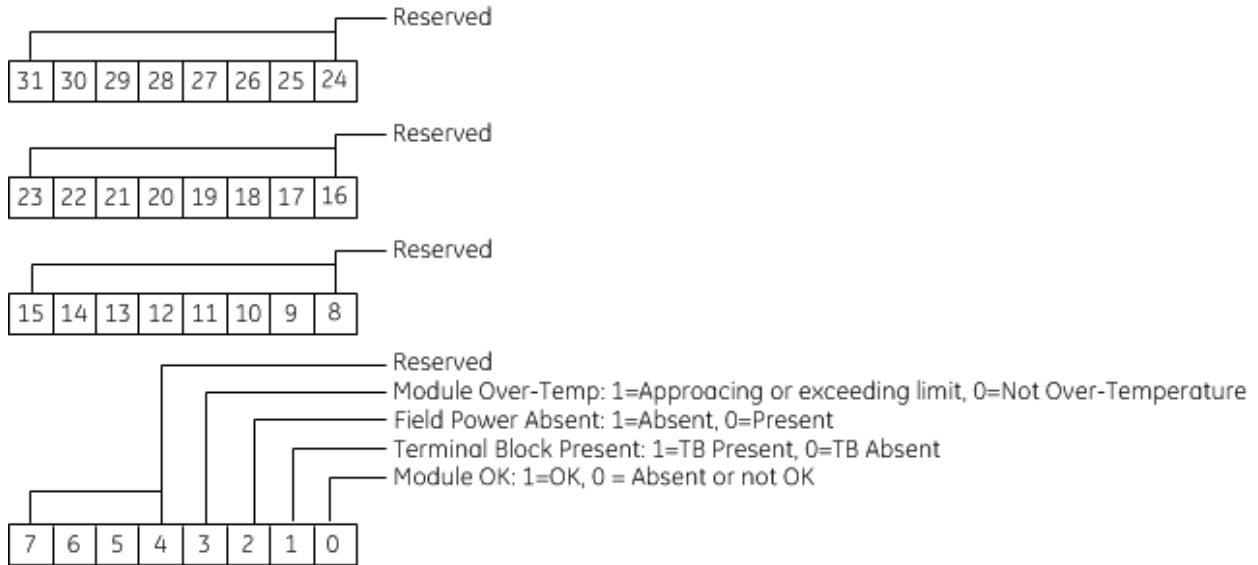 Reserved
31 30 29 28 27 26 25 24
Reserved
23 22 21 20 19 18 17 16
Reserved
15 14 13 12 11 10 9 8
Reserved
Module Over-Temp: 1=Approacing or exceeding limit, 0=Not Over-Temperature
Field Power Absent: 1=Absent, 0=Present
Terminal Block Present: 1=TB Present, 0=TB Absent
Module OK: 1=OK, 0 = Absent or not OK
7 6 5 4 3 2 1 0